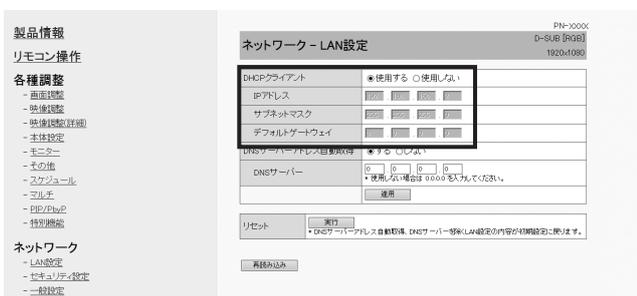 PN-XXXX
製品情報
リモコン操作
各種調整
- 画面調整
- 映像調整
- 映像調整(詳細)
- 本体設定
- モニター
- その他
- スケジュール
- マルチ
- PIP/PbyP
- 特別機能
ネットワーク
- LAN設定
- セキュリティ設定
- 一般設定
ネットワーク – LAN設定
D-SUB [RGB]
1920x1080
DHCPクライアント ◉使用する ○使用しない
IPアドレス
サブネットマスク
デフォルトゲートウェイ
DNSサーバーアドレス自動取得 ◉する ○しない
DNSサーバー 0 . 0 . 0 . 0
* 使用しない場合は 0.0.0.0 を入力してください。
適用
リセット 実行
* DNSサーバーアドレス自動取得、DNSサーバーを除くLAN設定の内容が初期設定に戻ります。
再読み込み